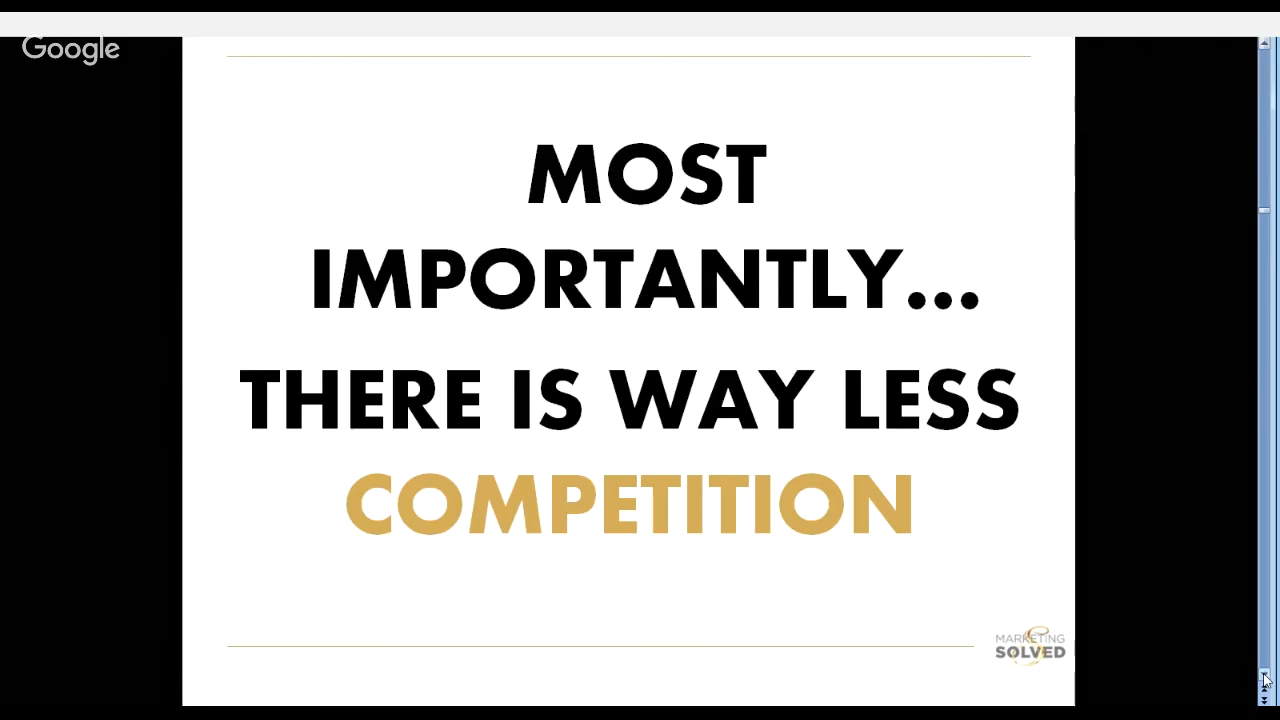 Google
MOST
IMPORTANTLY...
THERE IS WAY LESS
COMPETITION
MARKETING
SOLVED